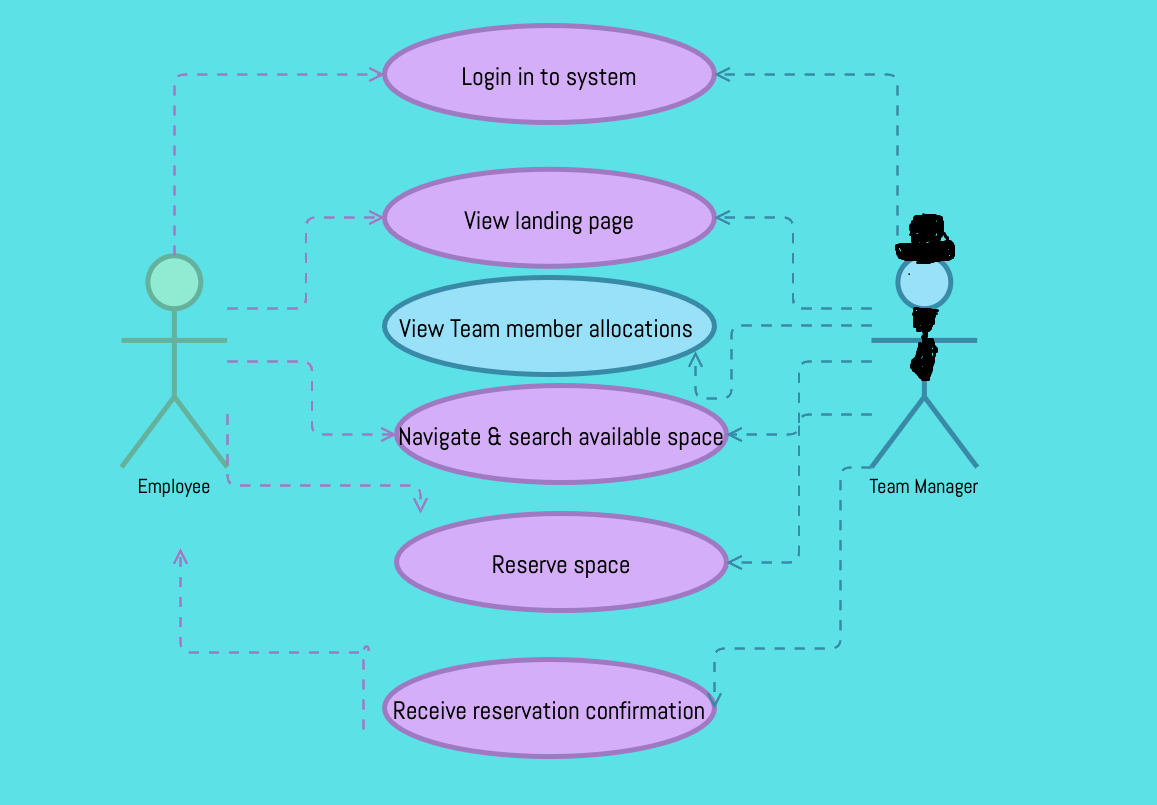 Login in to system
View landing page
View Team member allocations
Navigate & search available space
Employee
Team Manager
Reserve space
Receive reservation confirmation